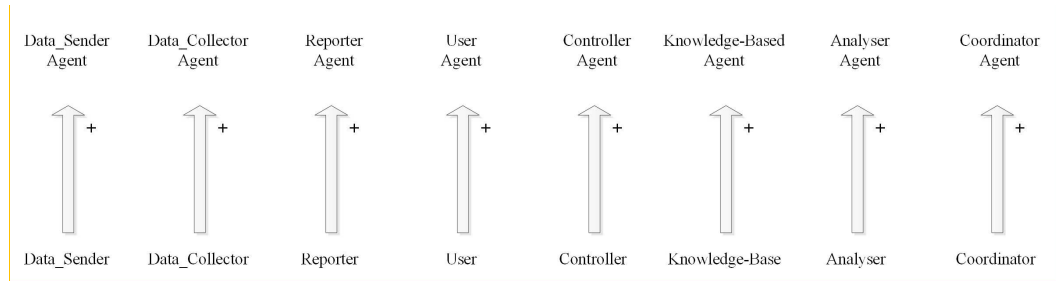 Data_Sender Data_Collector Reporter User Controller Knowledge-Based Analyser Coordinator
Agent Agent Agent Agent Agent Agent Agent Agent
+ + + + + + + +
Data_Sender Data_Collector Reporter User Controller Knowledge-Base Analyser Coordinator